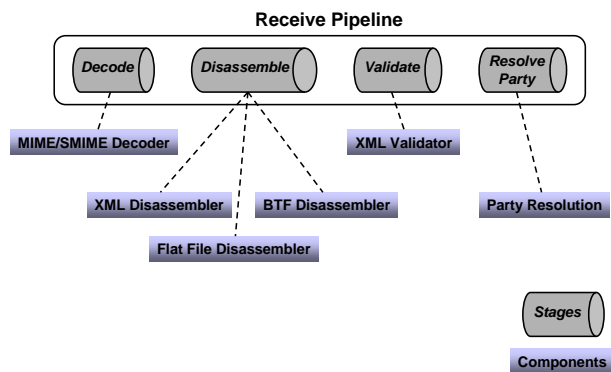 Receive Pipeline
Decode
Disassemble
Validate
Resolve
Party
MIME/SMIME Decoder
XML Validator
XML Disassembler
BTF Disassembler
Party Resolution
Flat File Disassembler
Stages
Components